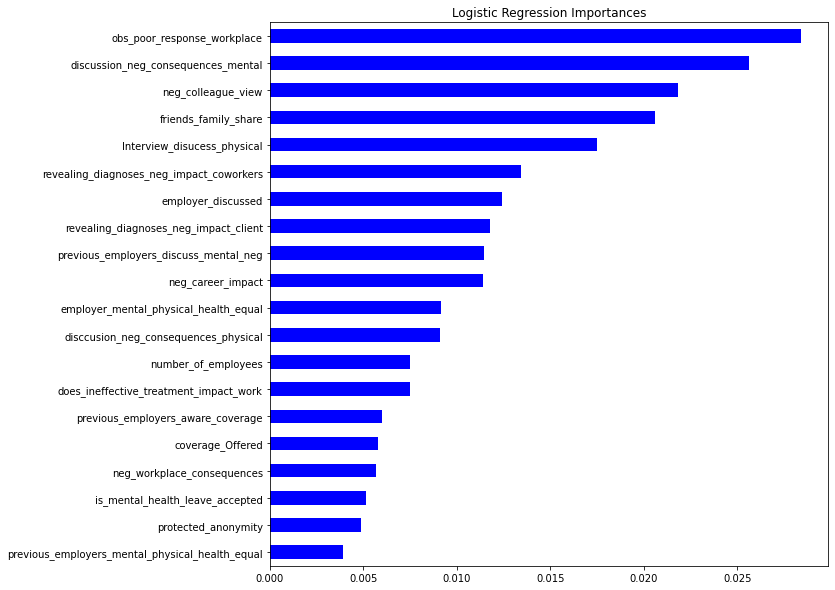 Logistic Regression Importances
obs_poor_response_workplace
discussion_neg_consequences_mental
neg_colleague_view
friends_family_share
Interview_disucess_physical
revealing_diagnoses_neg_impact_coworkers
employer_discussed
revealing_diagnoses_neg_impact_client
previous_employers_discuss_mental_neg
neg_career_impact
employer_mental_physical_health_equal
disccusion_neg_consequences_physical
number_of_employees
does_ineffective_treatment_impact_work
previous_employers_aware_coverage
coverage_Offered
neg_workplace_consequences
is_mental_health_leave_accepted
protected_anonymity
previous_employers_mental_physical_health_equal
0.000 0.005 0.010 0.015 0.020 0.025